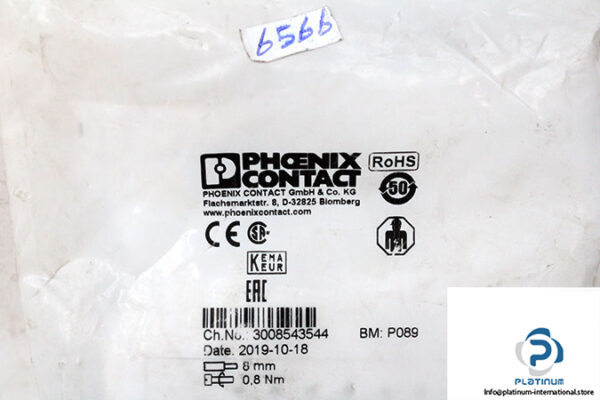 6566
PHŒNIX
CONTACT
RoHS
50
PHOENIX CONTACT GmbH & Co. KG
Flachsmarktstr. 8, D-32825 Blomberg
www.phoenixcontact.com
CE SA
KEMA
KEUR
EAC
Ch.No.: 3008543544 BM: P089
Date: 2019-10-18
8 mm
0,8 Nm
PLATINUM
Info@platinum-international.store